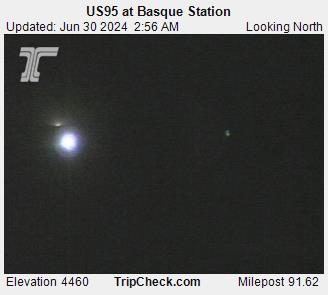 US95 at Basque Station
Updated: Jun 30 2024 2:56 AM Looking North
Elevation 4460 TripCheck.com Milepost 91.62